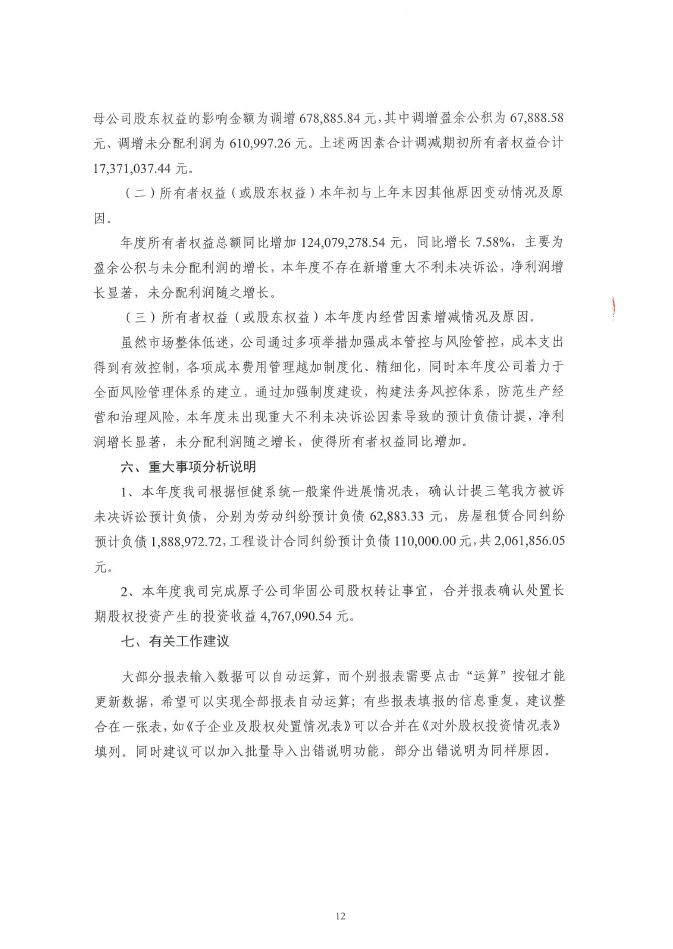 母公司股东权益的影响金额为调增 678,885.84 元,其中调增盈余公积为 67,888.58
元、调增未分配利润为 610,997.26 元。上述两因素合计调减期初所有者权益合计
17,371,037.44 元。
（二）所有者权益（或股东权益）本年初与上年末因其他原因变动情况及原
因。
年度所有者权益总额同比增加 124,079,278.54 元，同比增长 7.58%，主要为
盈余公积与未分配利润的增长，本年度不存在新增重大不利未决诉讼，净利润增
长显著，未分配利润随之增长。
（三）所有者权益（或股东权益）本年度内经营因素增减情况及原因。
虽然市场整体低迷，公司通过多项举措加强成本管控与风险管控，成本支出
得到有效控制，各项成本费用管理越加制度化、精细化，同时本年度公司着力于
全面风险管理体系的建立，通过加强制度建设，构建法务风控体系，防范生产经
营和治理风险，本年度未出现重大不利未决诉讼因素导致的预计负债计提，净利
润增长显著，未分配利润随之增长，使得所有者权益同比增加。
六、重大事项分析说明
1、本年度我司根据恒健系统一般案件进展情况表，确认计提三笔我方被诉
未决诉讼预计负债，分别为劳动纠纷预计负债 62,883.33 元，房屋租赁合同纠纷
预计负债 1,888,972.72,工程设计合同纠纷预计负债 110,000.00 元,共 2,061,856.05
元。
2、本年度我司完成原子公司华固公司股权转让事宜，合并报表确认处置长
期股权投资产生的投资收益 4,767,090.54 元。
七、有关工作建议
大部分报表输入数据可以自动运算，而个别报表需要点击“运算”按钮才能
更新数据，希望可以实现全部报表自动运算；有些报表填报的信息重复，建议整
合在一张表，如《子企业及股权处置情况表》可以合并在《对外股权投资情况表》
填列。同时建议可以加入批量导入出错说明功能，部分出错说明为同样原因。
12